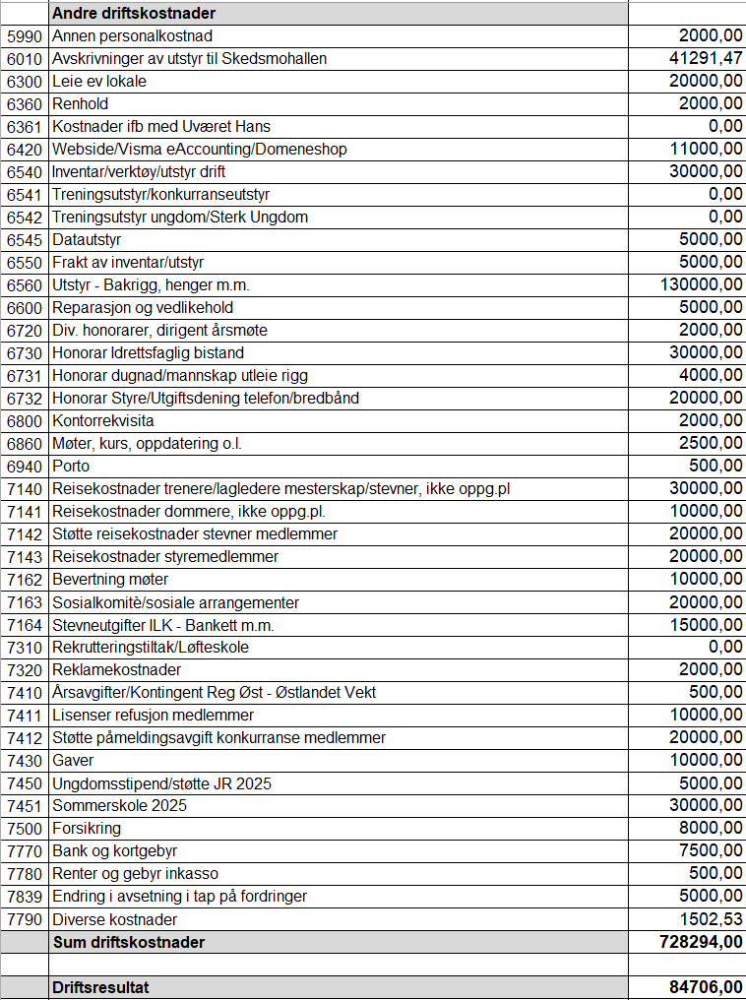 Andre driftskostnader
5990 Annen personalkostnad 2000,00
6010 Avskrivninger av utstyr til Skedsmohallen 41291,47
6300 Leie ev lokale 20000,00
6360 Renhold 2000,00
6361 Kostnader ifb med Uværet Hans 0,00
6420 Webside/Visma eAccounting/Domeneshop 11000,00
6540 Inventar/verktøy/utstyr drift 30000,00
6541 Treningsutstyr/konkurranseutstyr 0,00
6542 Treningsutstyr ungdom/Sterk Ungdom 0,00
6545 Datautstyr 5000,00
6550 Frakt av inventar/utstyr 5000,00
6560 Utstyr - Bakrigg, henger m.m. 130000,00
6600 Reparasjon og vedlikehold 5000,00
6720 Div. honorarer, dirigent årsmøte 2000,00
6730 Honorar Idrettsfaglig bistand 30000,00
6731 Honorar dugnad/mannskap utleie rigg 4000,00
6732 Honorar Styre/Utgiftsdening telefon/bredbånd 20000,00
6800 Kontorrekvisita 2000,00
6860 Møter, kurs, oppdatering o.l. 2500,00
6940 Porto 500,00
7140 Reisekostnader trenere/lagledere mesterskap/stevner, ikke oppg.pl 30000,00
7141 Reisekostnader dommere, ikke oppg.pl. 10000,00
7142 Støtte reisekostnader stevner medlemmer 20000,00
7143 Reisekostnader styremedlemmer 20000,00
7162 Bevertning møter 10000,00
7163 Sosialkomitè/sosiale arrangementer 20000,00
7164 Stevneutgifter ILK - Bankett m.m. 15000,00
7310 Rekrutteringstiltak/Løfteskole 0,00
7320 Reklamekostnader 2000,00
7410 Årsavgifter/Kontingent Reg Øst - Østlandet Vekt 500,00
7411 Lisenser refusjon medlemmer 10000,00
7412 Støtte påmeldingsavgift konkurranse medlemmer 20000,00
7430 Gaver 10000,00
7450 Ungdomsstipend/støtte JR 2025 5000,00
7451 Sommerskole 2025 30000,00
7500 Forsikring 8000,00
7770 Bank og kortgebyr 7500,00
7780 Renter og gebyr inkasso 500,00
7839 Endring i avsetning i tap på fordringer 5000,00
7790 Diverse kostnader 1502,53
Sum driftskostnader 728294,00
Driftsresultat 84706,00